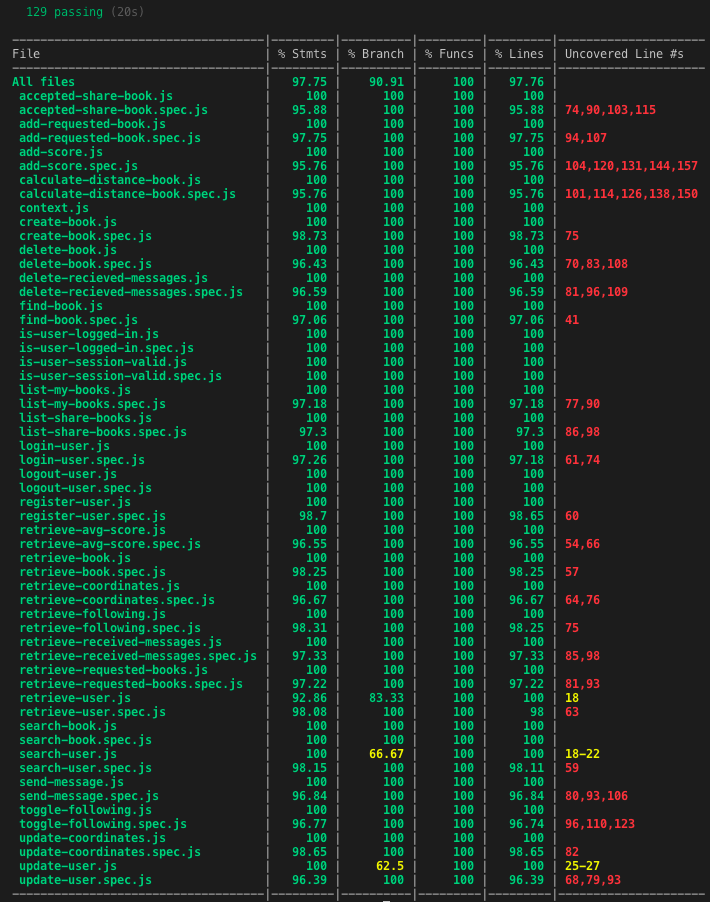 129 passing (20s)
File | % Stmts | % Branch | % Funcs | % Lines | Uncovered Line #s
All files | 97.75 | 90.91 | 100 | 97.76 |
accepted-share-book.js | 100 | 100 | 100 | 100 |
accepted-share-book.spec.js | 95.88 | 100 | 100 | 95.88 | 74,90,103,115
add-requested-book.js | 100 | 100 | 100 | 100 |
add-requested-book.spec.js | 97.75 | 100 | 100 | 97.75 | 94,107
add-score.js | 100 | 100 | 100 | 100 |
add-score.spec.js | 95.76 | 100 | 100 | 95.76 | 104,120,131,144,157
calculate-distance-book.js | 100 | 100 | 100 | 100 |
calculate-distance-book.spec.js | 95.76 | 100 | 100 | 95.76 | 101,114,126,138,150
context.js | 100 | 100 | 100 | 100 |
create-book.js | 100 | 100 | 100 | 100 |
create-book.spec.js | 98.73 | 100 | 100 | 98.73 | 75
delete-book.js | 100 | 100 | 100 | 100 |
delete-book.spec.js | 96.43 | 100 | 100 | 96.43 | 70,83,108
delete-recieved-messages.js | 100 | 100 | 100 | 100 |
delete-recieved-messages.spec.js | 96.59 | 100 | 100 | 96.59 | 81,96,109
find-book.js | 100 | 100 | 100 | 100 |
find-book.spec.js | 97.06 | 100 | 100 | 97.06 | 41
is-user-logged-in.js | 100 | 100 | 100 | 100 |
is-user-logged-in.spec.js | 100 | 100 | 100 | 100 |
is-user-session-valid.js | 100 | 100 | 100 | 100 |
is-user-session-valid.spec.js | 100 | 100 | 100 | 100 |
list-my-books.js | 100 | 100 | 100 | 100 |
list-my-books.spec.js | 97.18 | 100 | 100 | 97.18 | 77,90
list-share-books.js | 100 | 100 | 100 | 100 |
list-share-books.spec.js | 97.3 | 100 | 100 | 97.3 | 86,98
login-user.js | 100 | 100 | 100 | 100 |
login-user.spec.js | 97.26 | 100 | 100 | 97.18 | 61,74
logout-user.js | 100 | 100 | 100 | 100 |
logout-user.spec.js | 100 | 100 | 100 | 100 |
register-user.js | 100 | 100 | 100 | 100 |
register-user.spec.js | 98.7 | 100 | 100 | 98.65 | 60
retrieve-avg-score.js | 100 | 100 | 100 | 100 |
retrieve-avg-score.spec.js | 96.55 | 100 | 100 | 96.55 | 54,66
retrieve-book.js | 100 | 100 | 100 | 100 |
retrieve-book.spec.js | 98.25 | 100 | 100 | 98.25 | 57
retrieve-coordinates.js | 100 | 100 | 100 | 100 |
retrieve-coordinates.spec.js | 96.67 | 100 | 100 | 96.67 | 64,76
retrieve-following.js | 100 | 100 | 100 | 100 |
retrieve-following.spec.js | 98.31 | 100 | 100 | 98.25 | 75
retrieve-received-messages.js | 100 | 100 | 100 | 100 |
retrieve-received-messages.spec.js | 97.33 | 100 | 100 | 97.33 | 85,98
retrieve-requested-books.js | 100 | 100 | 100 | 100 |
retrieve-requested-books.spec.js | 97.22 | 100 | 100 | 97.22 | 81,93
retrieve-user.js | 92.86 | 83.33 | 100 | 100 | 18
retrieve-user.spec.js | 98.08 | 100 | 100 | 98 | 63
search-book.js | 100 | 100 | 100 | 100 |
search-book.spec.js | 100 | 100 | 100 | 100 |
search-user.js | 100 | 66.67 | 100 | 100 | 18-22
search-user.spec.js | 98.15 | 100 | 100 | 98.11 | 59
send-message.js | 100 | 100 | 100 | 100 |
send-message.spec.js | 96.84 | 100 | 100 | 96.84 | 80,93,106
toggle-following.js | 100 | 100 | 100 | 100 |
toggle-following.spec.js | 96.77 | 100 | 100 | 96.74 | 96,110,123
update-coordinates.js | 100 | 100 | 100 | 100 |
update-coordinates.spec.js | 98.65 | 100 | 100 | 98.65 | 82
update-user.js | 100 | 62.5 | 100 | 100 | 25-27
update-user.spec.js | 96.39 | 100 | 100 | 96.39 | 68,79,93